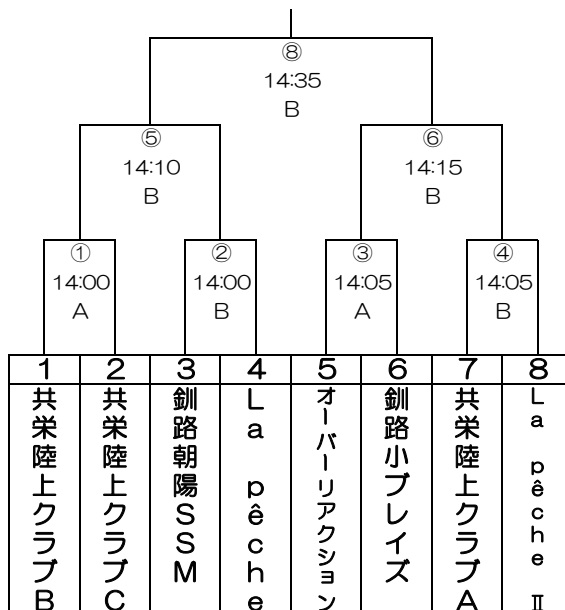 ⑧
14:35
B
⑤
14:10
B
⑥
14:15
B
①
14:00
A
②
14:00
B
③
14:05
A
④
14:05
B
1
2
3
4
5
6
7
8
共栄陸上クラブB
共栄陸上クラブC
釧路朝陽SSM
La pêche
オーバーリアクション
釧路小ブレイズ
共栄陸上クラブA
La pêche Ⅱ